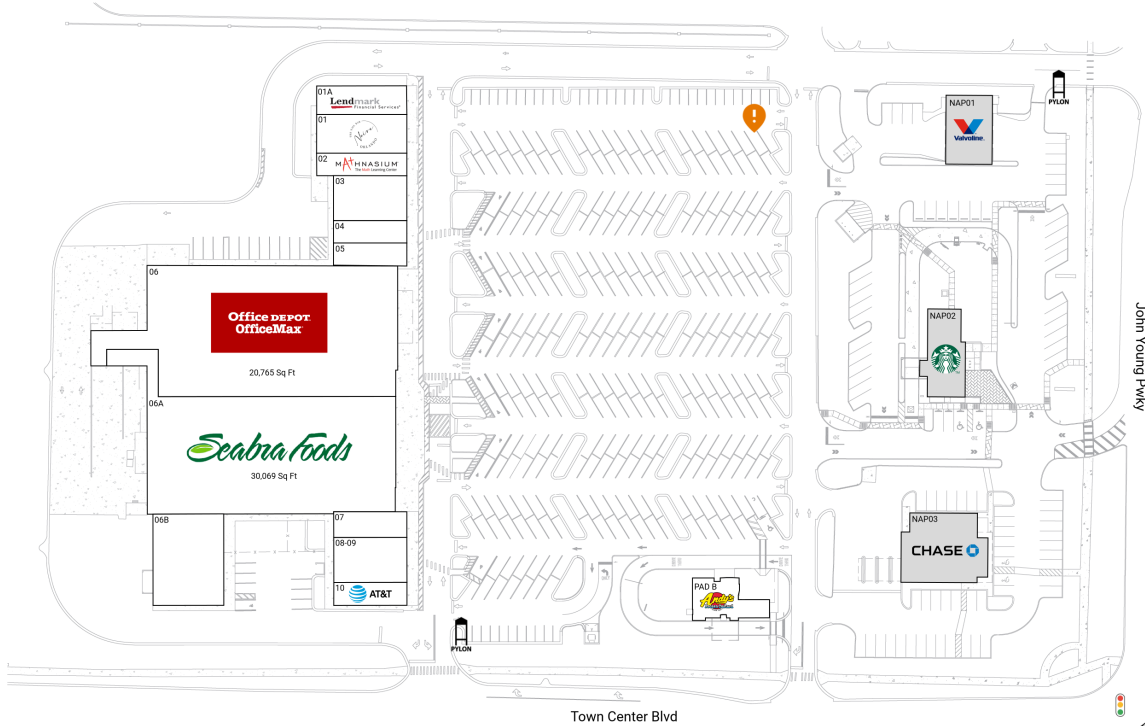 01A
Lendmark
Financial Services
01
02
MATHNASIUM
The Math Learning Center
03
04
05
06
Office DEPOT
OfficeMax
20,765 Sq Ft
06A
Seabra Foods
30,069 Sq Ft
06B
07
08-09
10
AT&T
PYLON
PAD B
Andy's
NAP01
Valvoline
PYLON
NAP02
NAP03
CHASE
John Young Pwky
Town Center Blvd